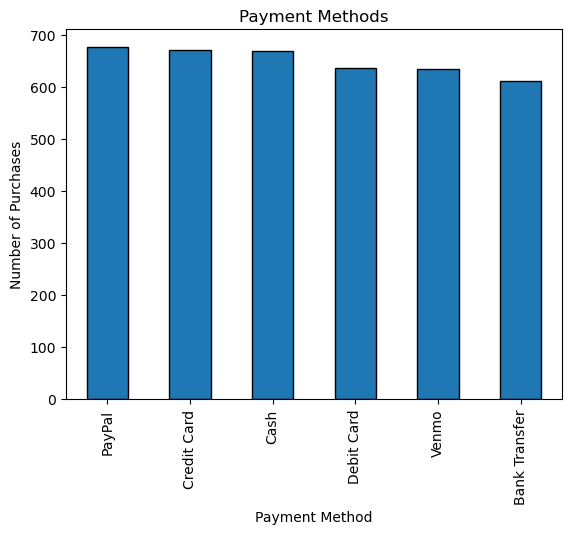 Payment Methods
Number of Purchases
700
600
500
400
300
200
100
0
PayPal
Credit Card
Cash
Debit Card
Venmo
Bank Transfer
Payment Method